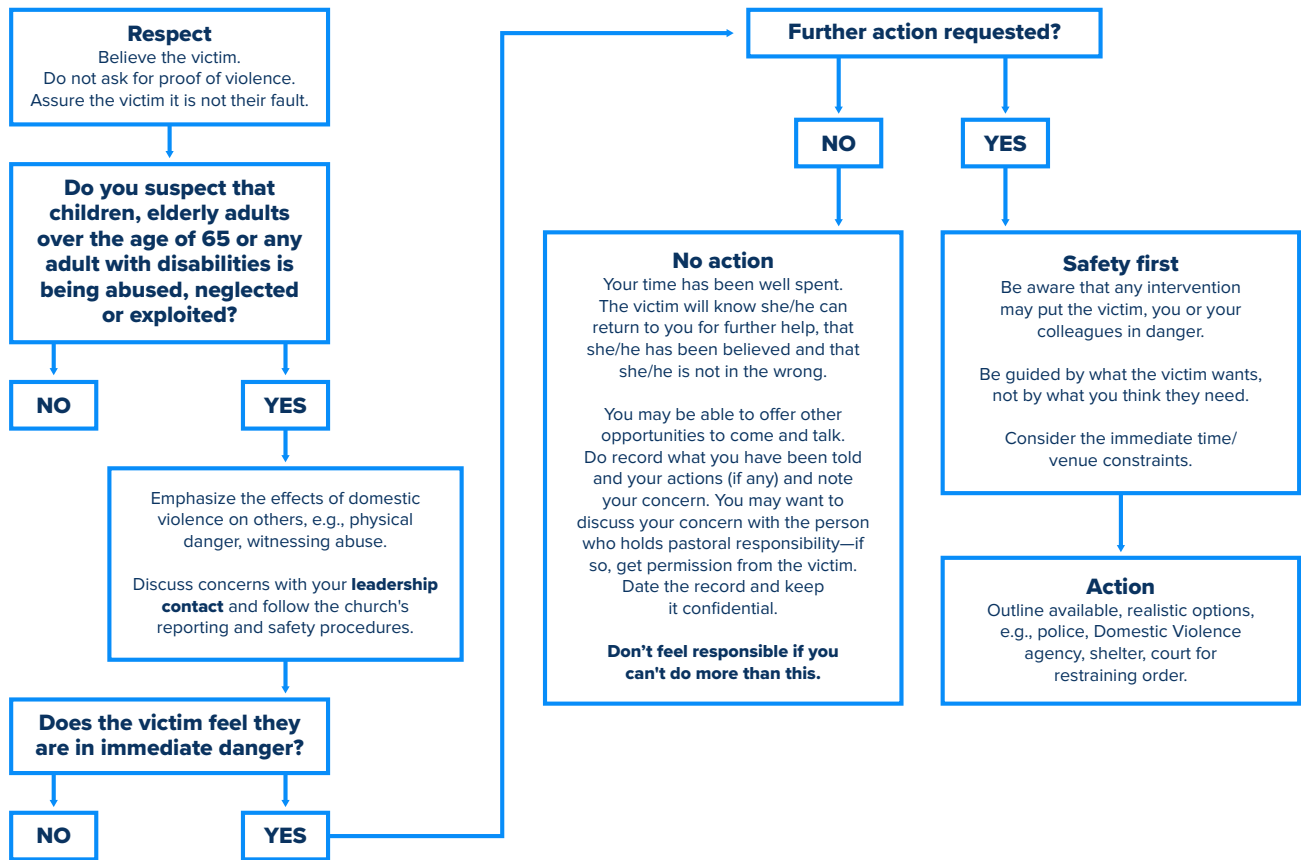 Respect
Believe the victim.
Do not ask for proof of violence.
Assure the victim it is not their fault.
Do you suspect that
children, elderly adults
over the age of 65 or any
adult with disabilities is
being abused, neglected
or exploited?
NO
YES
Emphasize the effects of domestic
violence on others, e.g., physical
danger, witnessing abuse.
Discuss concerns with your leadership
contact and follow the church's
reporting and safety procedures.
Does the victim feel they
are in immediate danger?
NO
YES
Further action requested?
NO
YES
No action
Your time has been well spent.
The victim will know she/he can
return to you for further help, that
she/he has been believed and that
she/he is not in the wrong.
You may be able to offer other
opportunities to come and talk.
Do record what you have been told
and your actions (if any) and note
your concern. You may want to
discuss your concern with the person
who holds pastoral responsibility—if
so, get permission from the victim.
Date the record and keep
it confidential.
Don’t feel responsible if you
can't do more than this.
Safety first
Be aware that any intervention
may put the victim, you or your
colleagues in danger.
Be guided by what the victim wants,
not by what you think they need.
Consider the immediate time/
venue constraints.
Action
Outline available, realistic options,
e.g., police, Domestic Violence
agency, shelter, court for
restraining order.